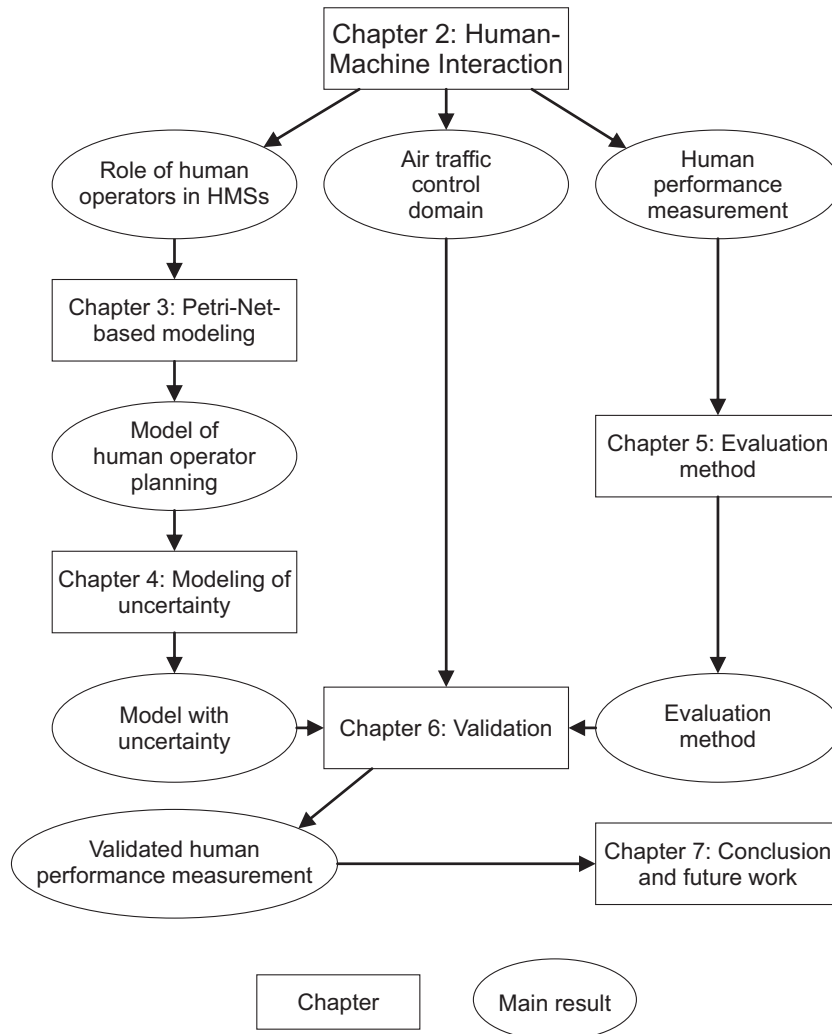 Chapter 2: Human-
Machine Interaction
Role of human
operators in HMSs
Air traffic
control
domain
Human
performance
measurement
Chapter 3: Petri-Net-
based modeling
Model of
human operator
planning
Chapter 5: Evaluation
method
Chapter 4: Modeling of
uncertainty
Model with
uncertainty
Chapter 6: Validation
Evaluation
method
Validated human
performance measurement
Chapter 7: Conclusion
and future work
Chapter
Main result